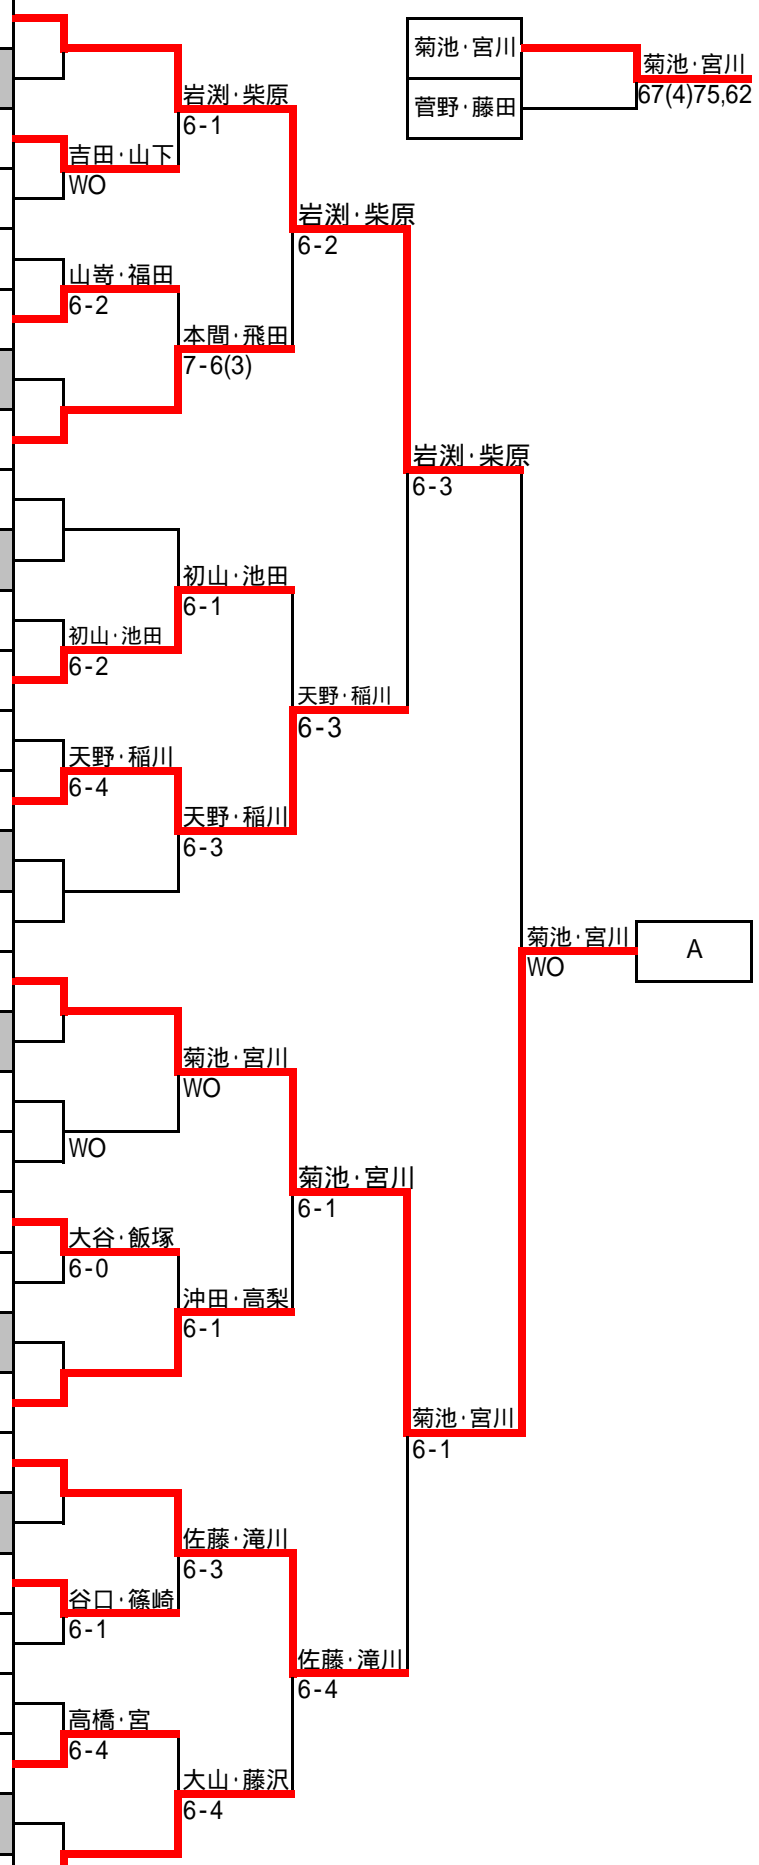 菊池・宮川
菊池・宮川
67(4)75,62
菅野・藤田
岩渕・柴原
6-1
吉田・山下
WO
岩渕・柴原
6-2
山嵜・福田
6-2
本間・飛田
7-6(3)
岩渕・柴原
6-3
初山・池田
6-1
初山・池田
6-2
天野・稲川
6-3
天野・稲川
6-4
天野・稲川
6-3
菊池・宮川
WO
A
菊池・宮川
WO
WO
菊池・宮川
6-1
大谷・飯塚
6-0
沖田・高梨
6-1
菊池・宮川
6-1
佐藤・滝川
6-3
谷口・篠崎
6-1
佐藤・滝川
6-4
高橋・宮
6-4
大山・藤沢
6-4